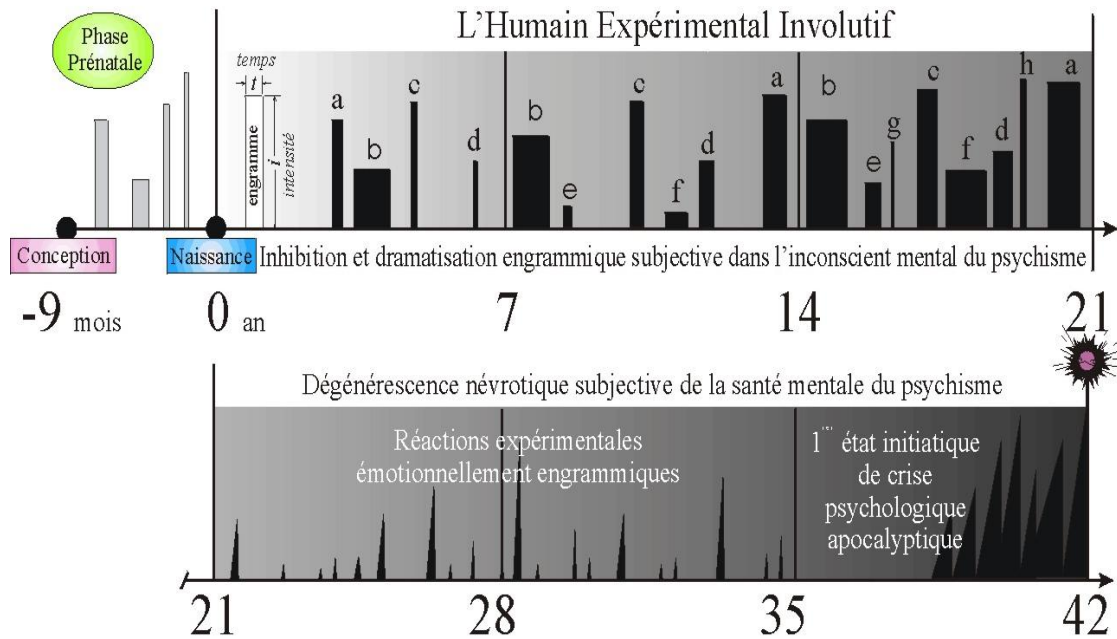 L'Humain Expérimental Involutif
Phase
Prénatale
temps
t
engramme
i
intensité
a
b
c
d
b
e
c
f
d
a
b
e
g
c
f
d
h
a
Conception
Naissance
Inhibition et dramatisation engrammique subjective dans l'inconscient mental du psychisme
-9 mois
0 an
7
14
21
Dégénérescence névrotique subjective de la santé mentale du psychisme
Réactions expérimentales
émotionnellement engrammiques
1er état initiatique
de crise
psychologique
apocalyptique
21
28
35
42